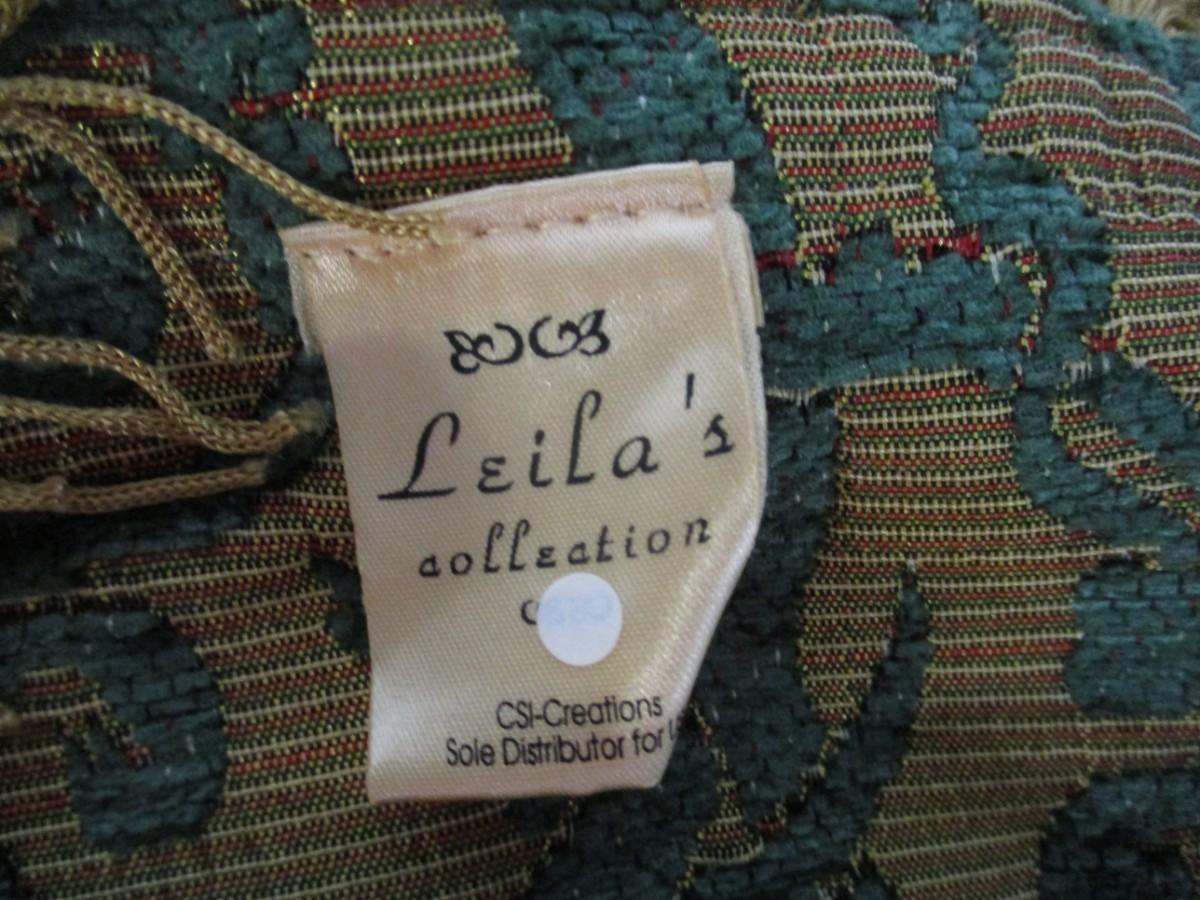 Leila's
collection
CSI-Creations
Sole Distributor for